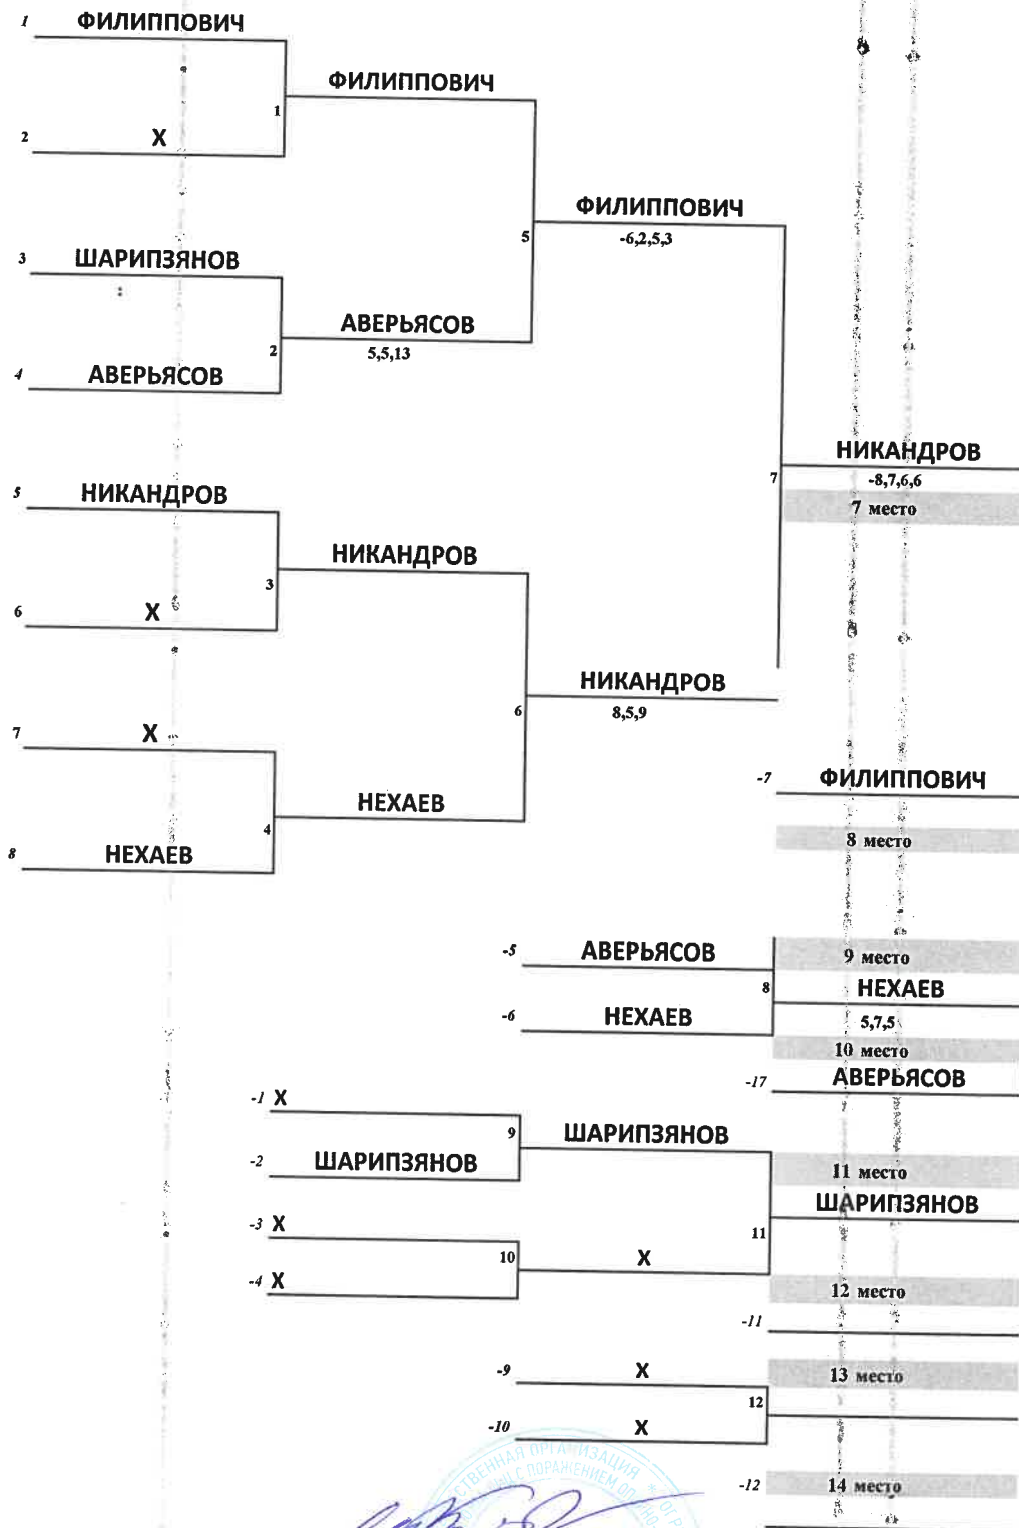 1 ФИЛИППОВИЧ
ФИЛИППОВИЧ
1
2 X
ФИЛИППОВИЧ
-6,2,5,3
5
3 ШАРИПЗЯНОВ
АВЕРЬЯСОВ
5,5,13
2
4 АВЕРЬЯСОВ
НИКАНДРОВ
-8,7,6,6
7
7 место
5 НИКАНДРОВ
НИКАНДРОВ
3
6 X
НИКАНДРОВ
8,5,9
6
7 X
-7 ФИЛИППОВИЧ
НЕХАЕВ
4
8 место
8 НЕХАЕВ
-5 АВЕРЬЯСОВ
9 место
8
НЕХАЕВ
-6 НЕХАЕВ
5,7,5
10 место
-17 АВЕРЬЯСОВ
-1 X
9
ШАРИПЗЯНОВ
-2 ШАРИПЗЯНОВ
11 место
ШАРИПЗЯНОВ
-3 X
11
10
X
-4 X
12 место
-11
-9 X
13 место
12
-10 X
-12
14 место
СТВЕННАЯ ОРГАНИЗАЦИЯ
С ПОРАЖЕНИЕМ